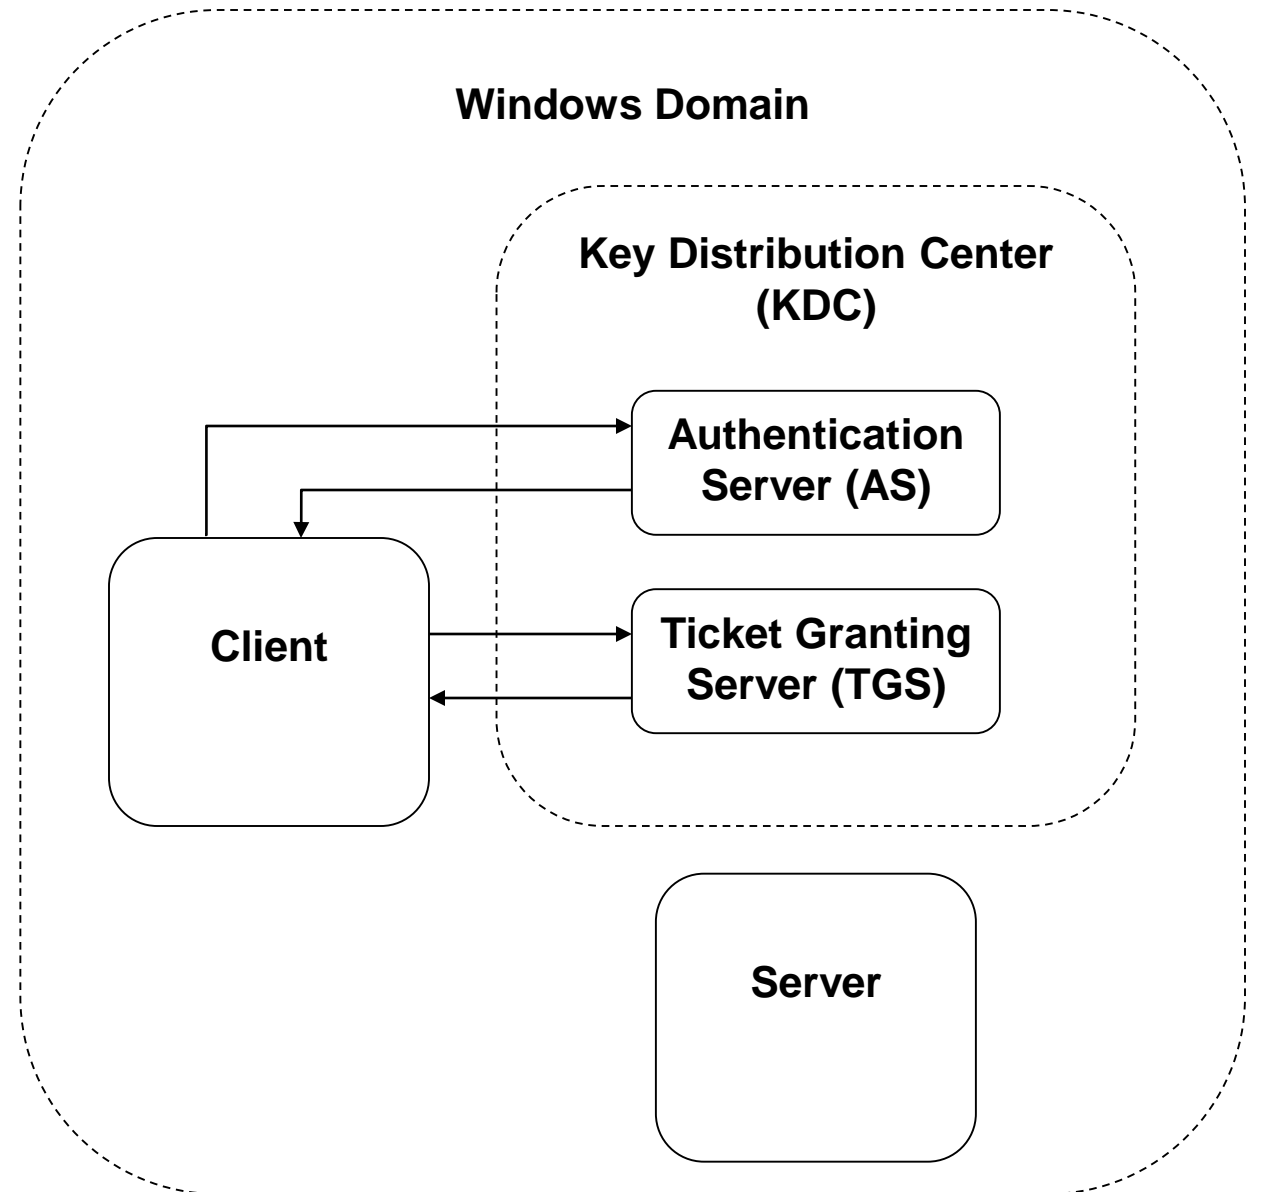 Windows Domain
Key Distribution Center
(KDC)
Authentication
Server (AS)
Client
Ticket Granting
Server (TGS)
Server